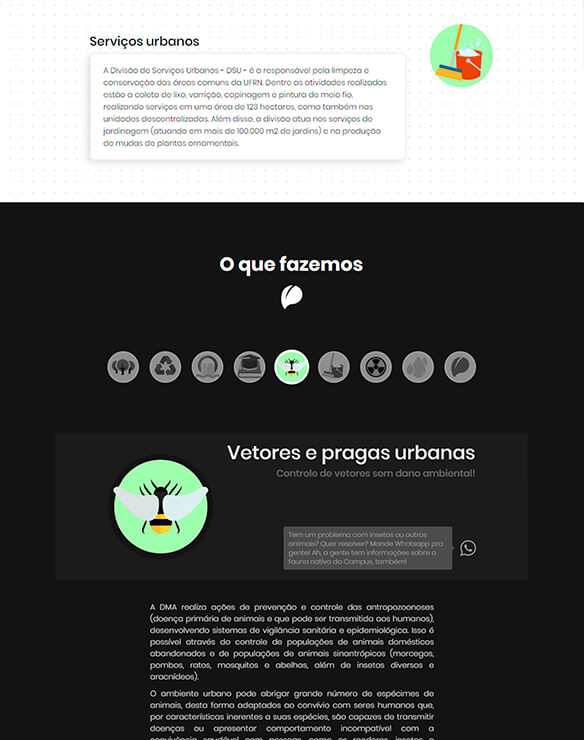 Serviços urbanos
A Divisão de Serviços Urbanos - DSU - é a responsável pela limpeza e
conservação das áreas comuns da UFRN. Dentre as atividades realizadas
estão a coleta de lixo, varrição, capinagem e pintura de meio fio,
realizando serviços em uma área de 123 hectares, como também nas
unidades descentralizadas. Além disso, a divisão atua nos serviços de
jardinagem (atuando em mais de 100.000 m2 de jardins) e na produção
de mudas de plantas ornamentais.
O que fazemos
Vetores e pragas urbanas
Controle de vetores sem dano ambiental!
Tem um problema com insetos ou outros
animais? Quer resolver? Mande Whatsapp pra
gente! Ah, a gente tem informações sobre a
fauna nativa do Campus, também!
A DMA realiza ações de prevenção e controle das antropozoonoses
(doença primária de animais e que pode ser transmitida aos humanos),
desenvolvendo sistemas de vigilância sanitária e epidemiológica. Isso é
possível através do controle de populações de animais domésticos
abandonados e de populações de animais sinantrópicos (morcegos,
pombos, ratos, mosquitos e abelhas, além de insetos diversos e
aracnídeos).
O ambiente urbano pode abrigar grande número de espécimes de
animais, desta forma adaptados ao convívio com seres humanos que,
por características inerentes a suas espécies, são capazes de transmitir
doenças ou apresentar comportamento incompatível com a
convivência saudável com pessoas, como os roedores, insetos e